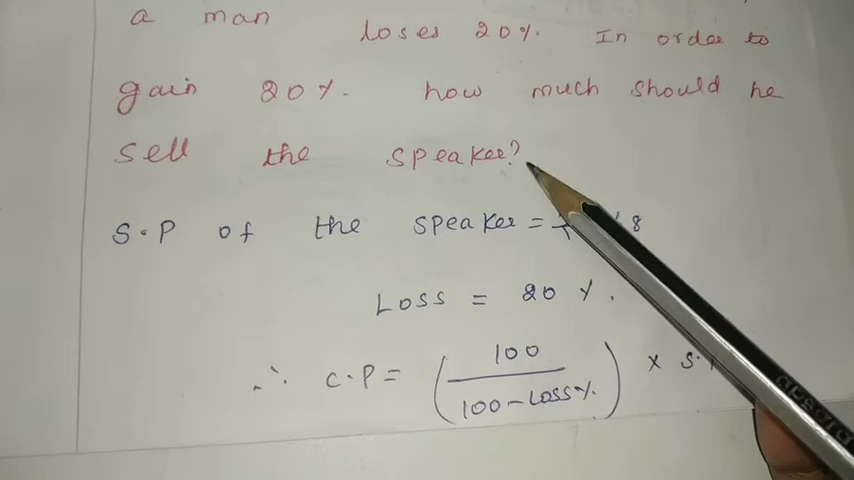 a man loses 20%. In order to
gain 20%. how much should he
sell the speaker?
S.P of the speaker = 8
Loss = 20 %.
∴ C.P = (100 / 100 - Loss%) × S.